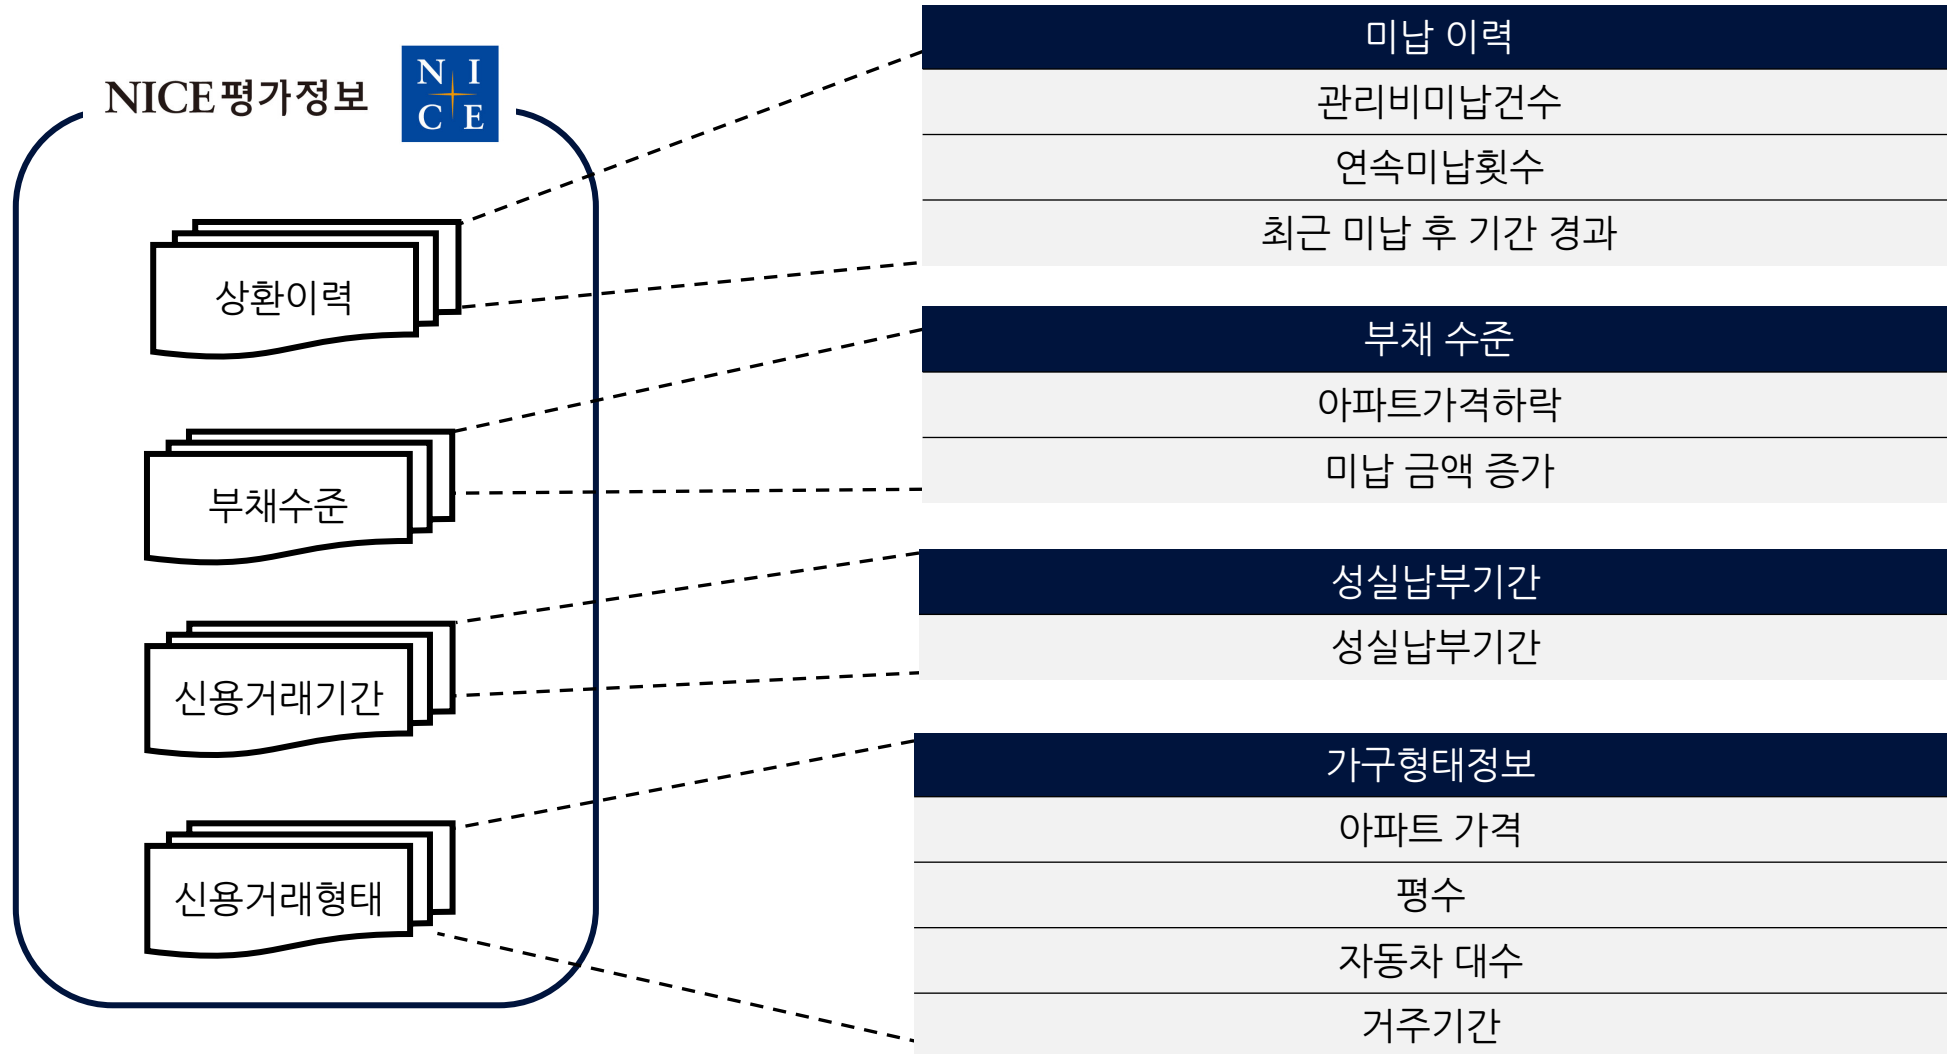 NICE평가정보
N I
C E
상환이력
부채수준
신용거래기간
신용거래형태
미납 이력
관리비미납건수
연속미납횟수
최근 미납 후 기간 경과
부채 수준
아파트가격하락
미납 금액 증가
성실납부기간
성실납부기간
가구형태정보
아파트 가격
평수
자동차 대수
거주기간